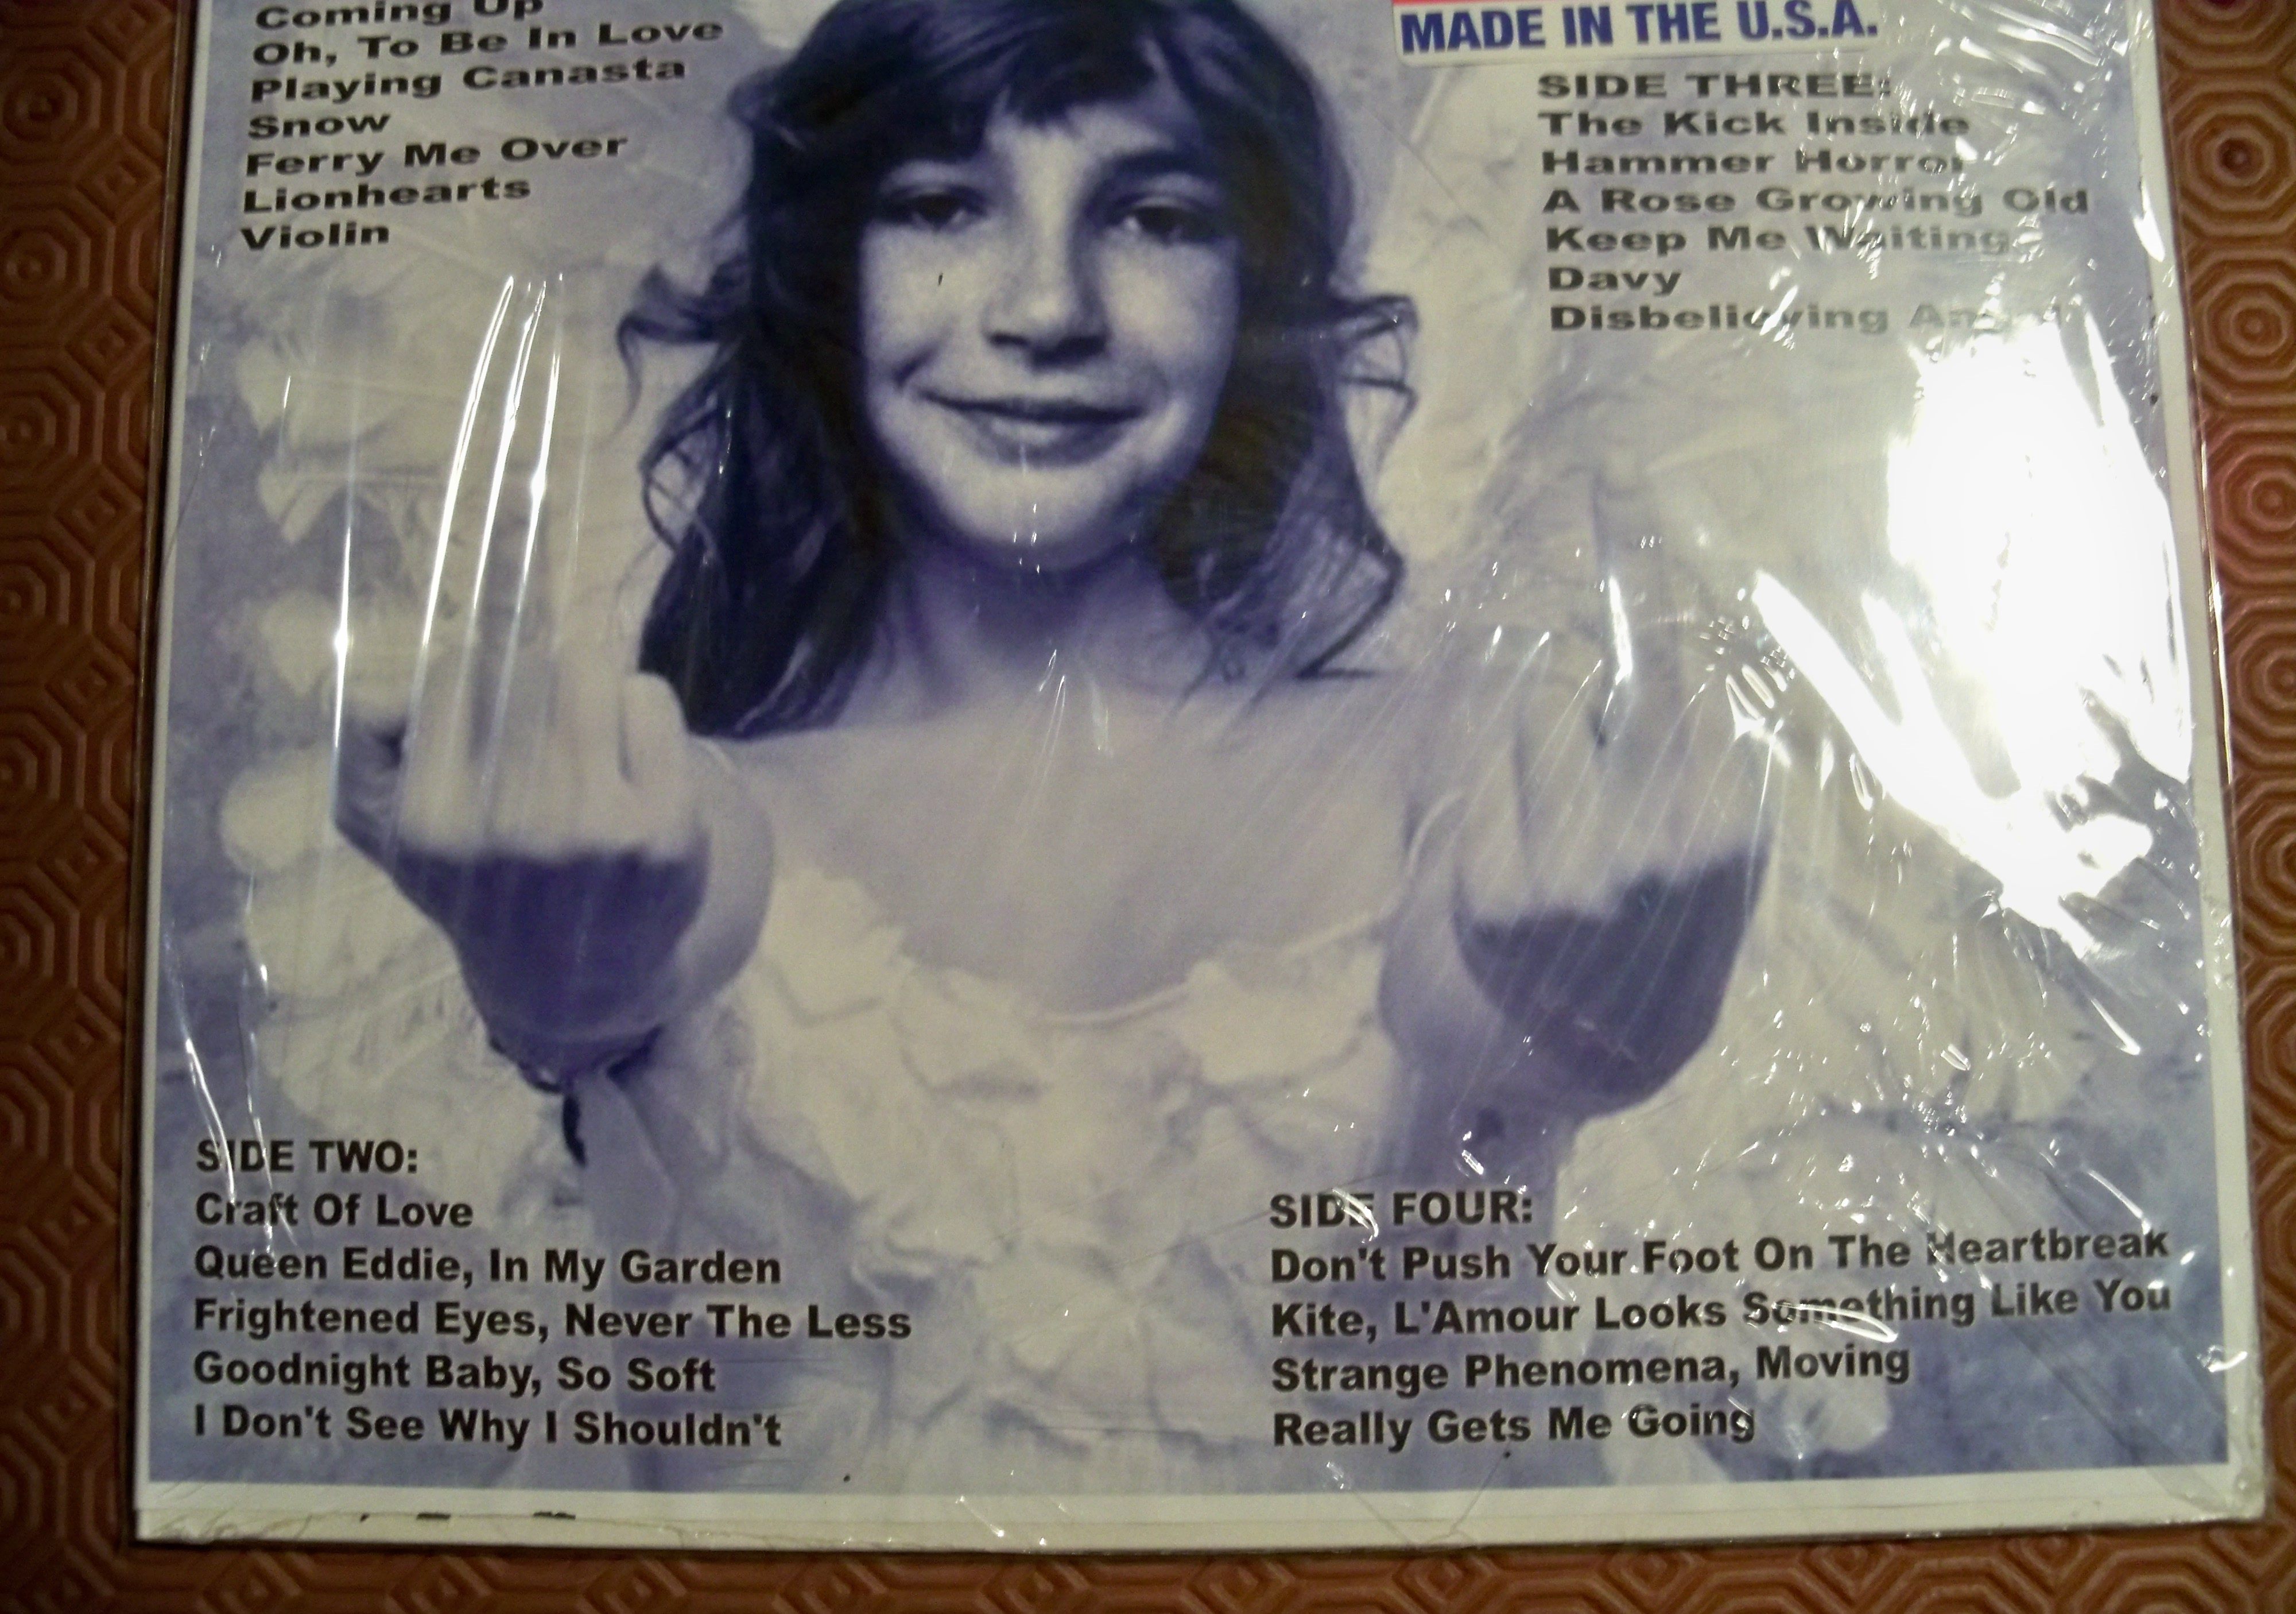 Coming Up
Oh, To Be In Love
Playing Canasta
Snow
Ferry Me Over
Lionhearts
Violin
MADE IN THE U.S.A.
SIDE THREE:
The Kick Inside
Hammer Horror
A Rose Growing Old
Keep Me Waiting
Davy
Disbelieving
SIDE TWO:
Craft Of Love
Queen Eddie, In My Garden
Frightened Eyes, Never The Less
Goodnight Baby, So Soft
I Don't See Why I Shouldn't
SIDE FOUR:
Don't Push Your Foot On The Heartbreak
Kite, L'Amour Looks Something Like You
Strange Phenomena, Moving
Really Gets Me Going